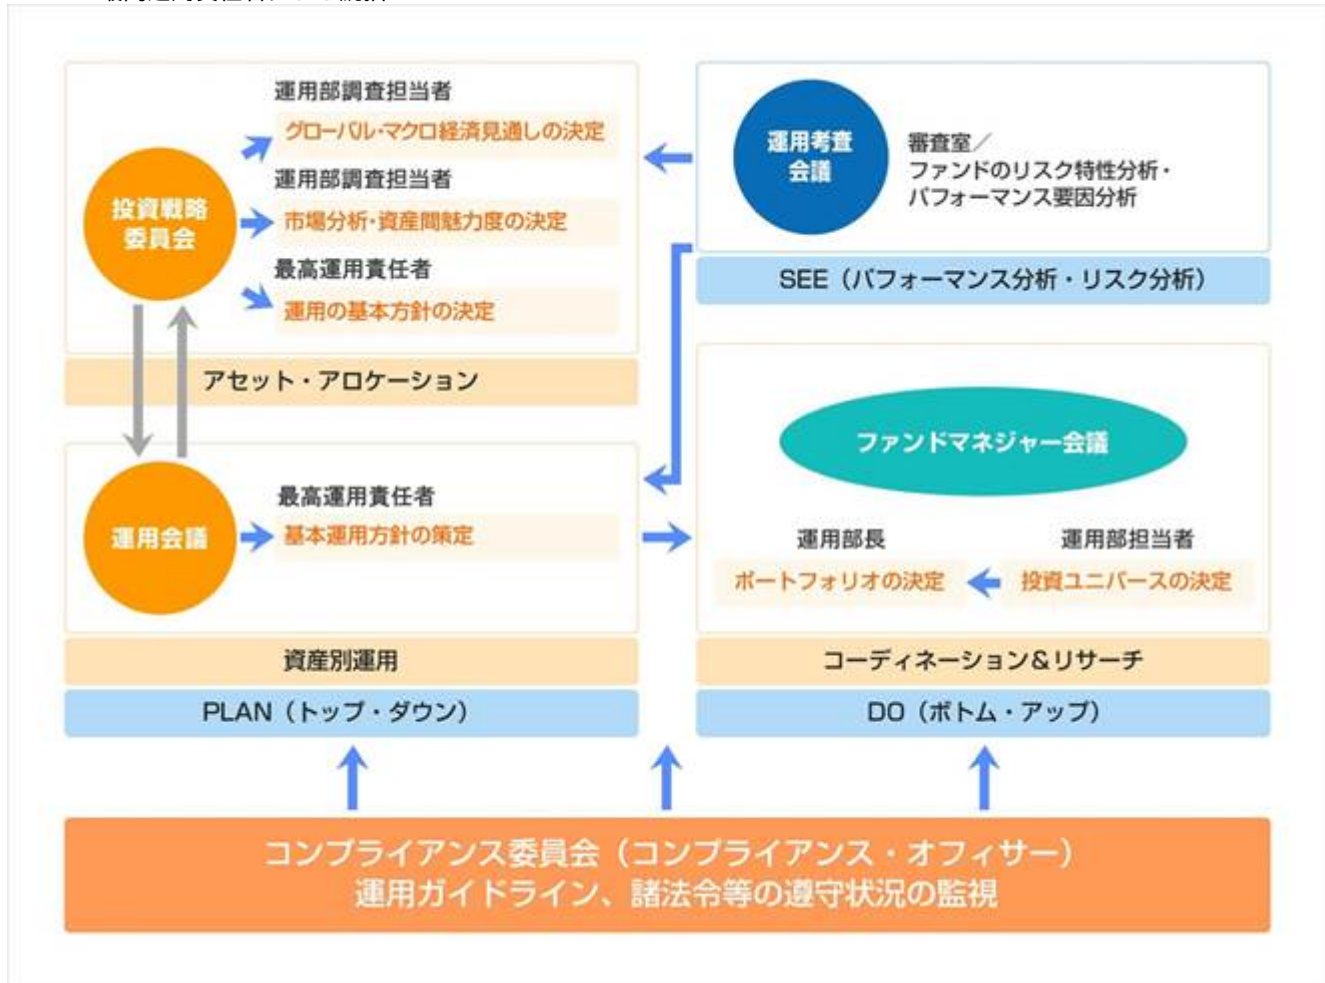 運用部調査担当者
グローバル・マクロ経済見通しの決定
運用部調査担当者
市場分析・資産間魅力度の決定
最高運用責任者
運用の基本方針の決定
投資戦略
委員会
アセット・アロケーション
運用考査
会議
審査室／
ファンドのリスク特性分析・
パフォーマンス要因分析
SEE（パフォーマンス分析・リスク分析）
運用会議
最高運用責任者
基本運用方針の策定
資産別運用
PLAN（トップ・ダウン）
ファンドマネジャー会議
運用部長
ポートフォリオの決定
運用部担当者
投資ユニバースの決定
コーディネーション&リサーチ
DO（ボトム・アップ）
コンプライアンス委員会（コンプライアンス・オフィサー）
運用ガイドライン、諸法令等の遵守状況の監視